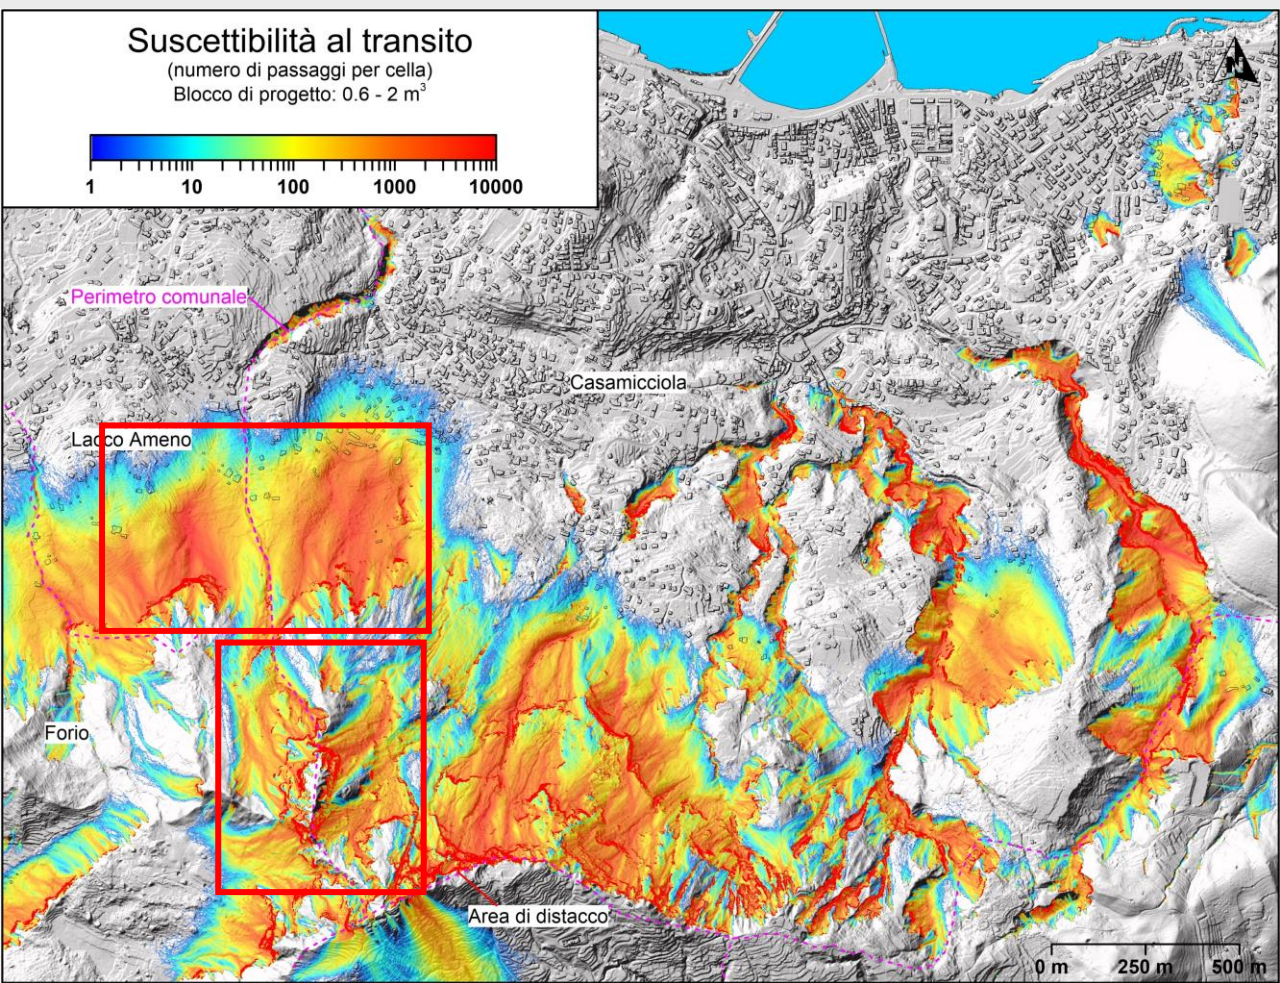 Suscettibilità al transito
(numero di passaggi per cella)
Blocco di progetto: 0.6 - 2 m³
1 10 100 1000 10000
N
Perimetro comunale
Casamicciola
Lacco Ameno
Forio
Area di distacco
0 m 250 m 500 m